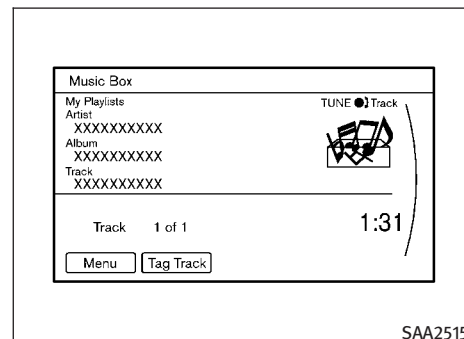 Music Box
My Playlists
TUNE Track
Artist
XXXXXXXXXX
Album
XXXXXXXXXX
Track
XXXXXXXXXX
Track 1 of 1
1:31
Menu
Tag Track
SAA2515